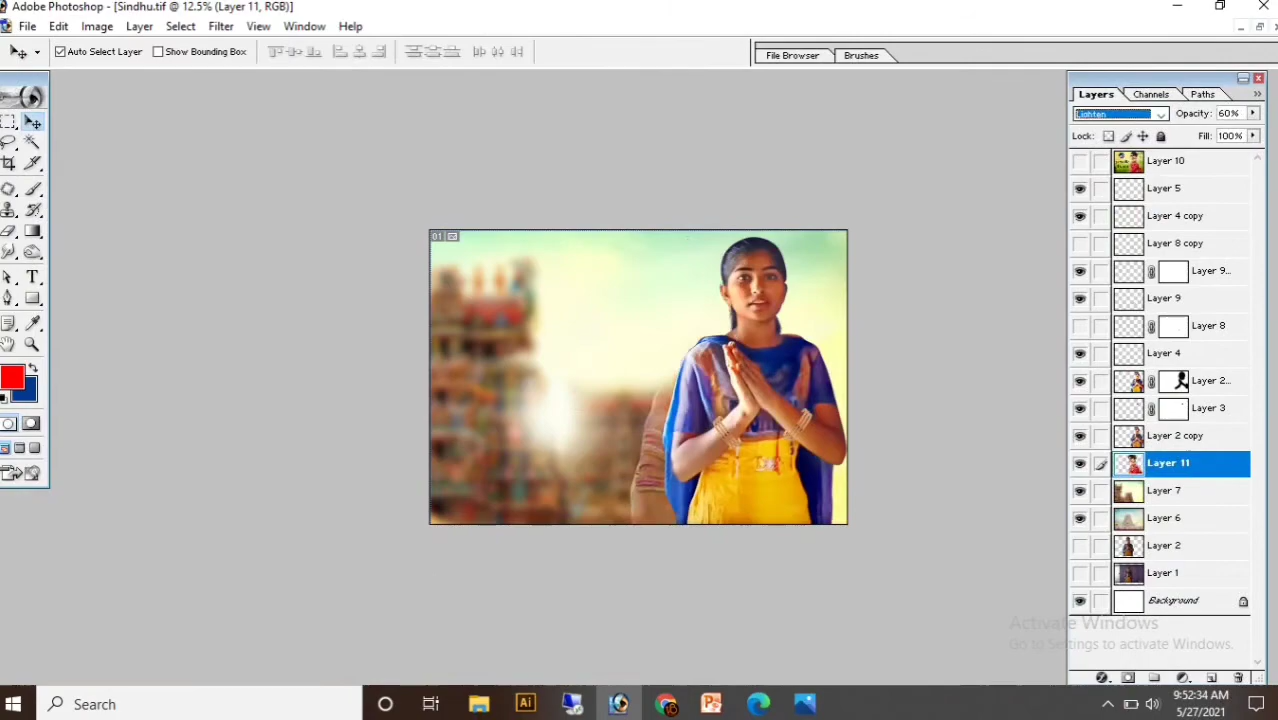 Adobe Photoshop - [Sindhu.tif @ 12.5% (Layer 11, RGB)]
File Edit Image Layer Select Filter View Window Help
Auto Select Layer Show Bounding Box
File Browser Brushes
Layers Channels Paths
Lighten Opacity: 60%
Lock: Fill: 100%
Layer 10
Layer 5
Layer 4 copy
Layer 8 copy
Layer 9...
Layer 9
Layer 8
Layer 4
Layer 2...
Layer 3
Layer 2 copy
Layer 11
Layer 7
Layer 6
Layer 2
Layer 1
Background
01
Activate Windows
Go to Settings to activate Windows.
Search
9:52:34 AM
5/27/2021